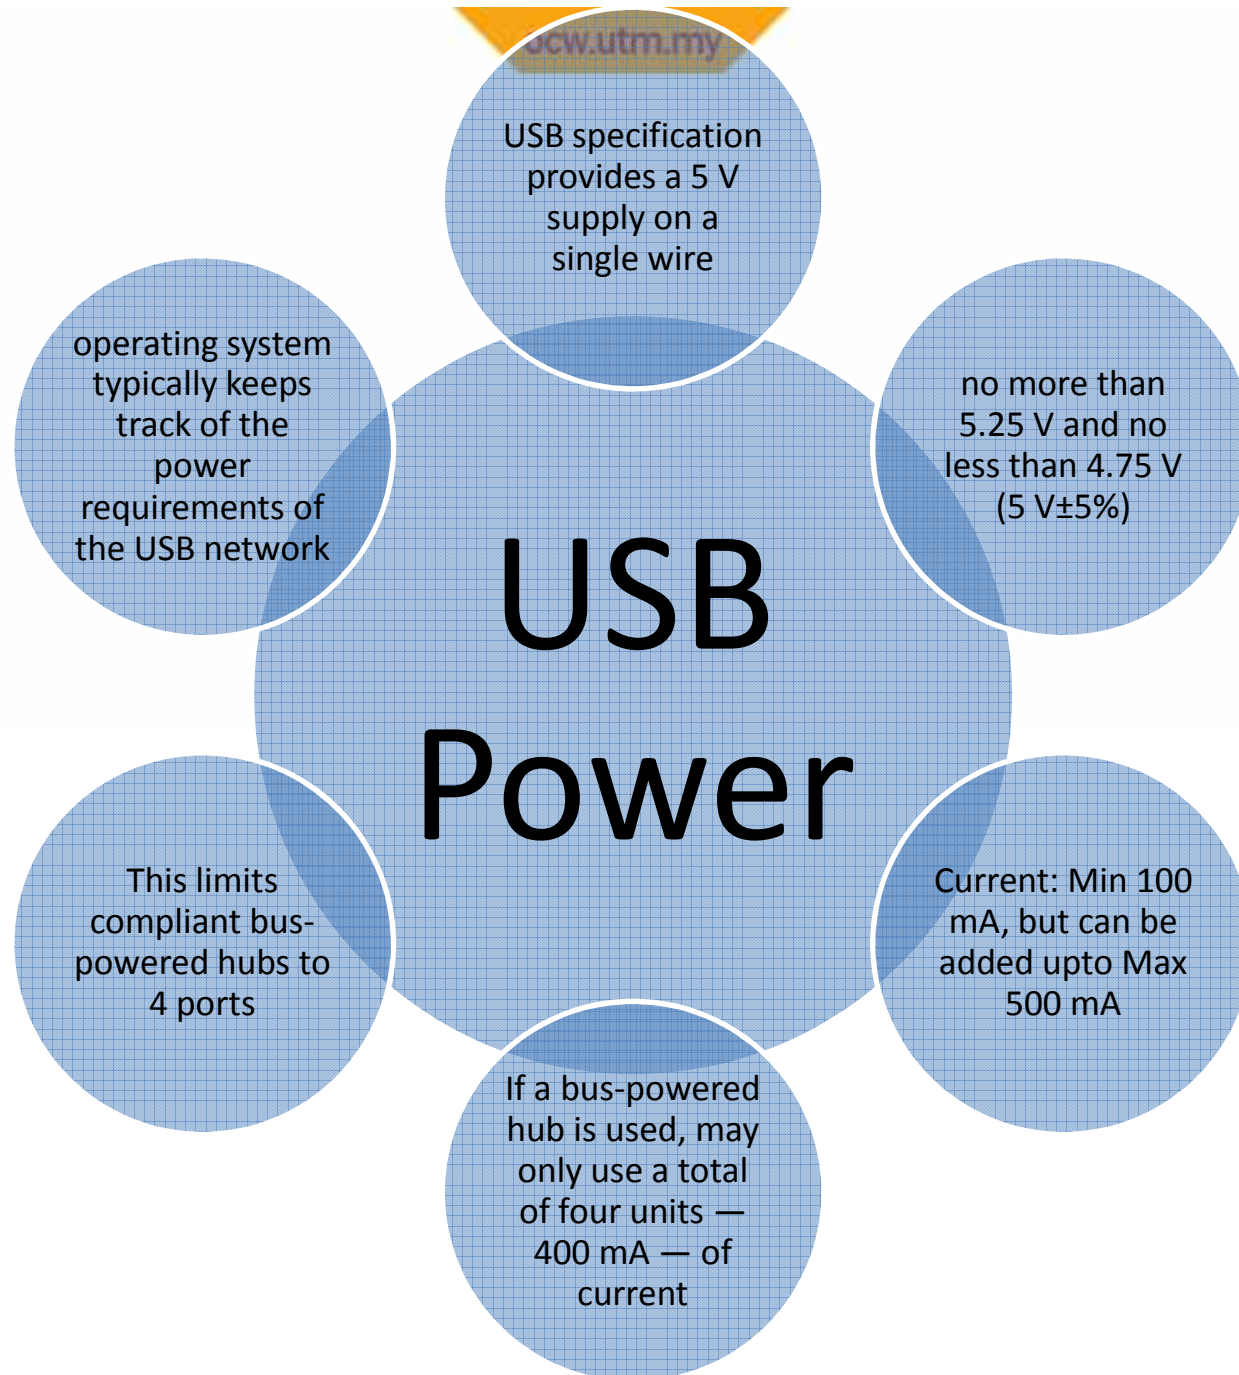 ocw.utm.my
USB specification
provides a 5 V
supply on a
single wire
no more than
5.25 V and no
less than 4.75 V
(5 V±5%)
Current: Min 100
mA, but can be
added upto Max
500 mA
If a bus-powered
hub is used, may
only use a total
of four units —
400 mA — of
current
This limits
compliant bus-
powered hubs to
4 ports
operating system
typically keeps
track of the
power
requirements of
the USB network
USB
Power